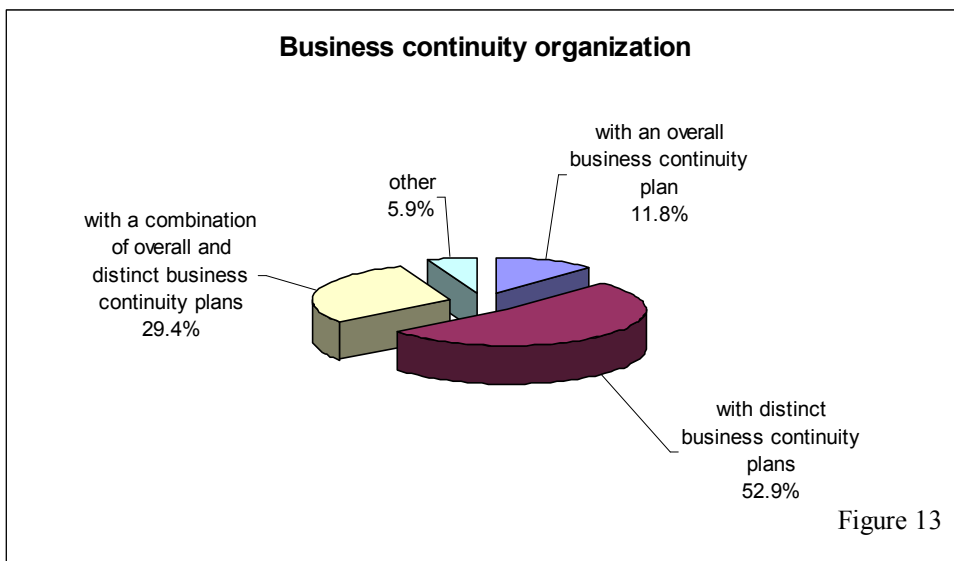 Business continuity organization
with an overall
business continuity
plan
11.8%
other
5.9%
with a combination
of overall and
distinct business
continuity plans
29.4%
with distinct
business continuity
plans
52.9%
Figure 13